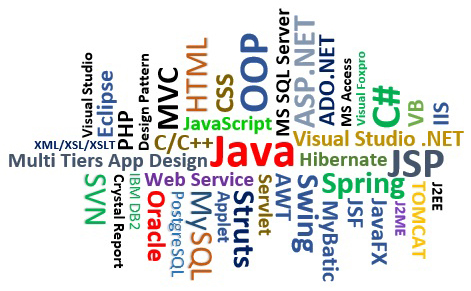 Visual Studio
Eclipse
PHP
Design Pattern
MVC
HTML
CSS
OOP
MS SQL Server
ASP.NET
ADO.NET
MS Access
Visual Foxpro
C#
VB
IIS
JavaScript
XML/XSL/XSLT
C/C++
Java
Visual Studio .NET
Multi Tiers App Design
Hibernate
JSP
SVN
Crystal Report
IBM DB2
Web Service
Oracle
PostgreSQL
MySQL
Applet
Struts
Servlet
AWT
Swing
Spring
MyBatic
JSF
JavaFX
J2ME
TOMCAT
J2EE